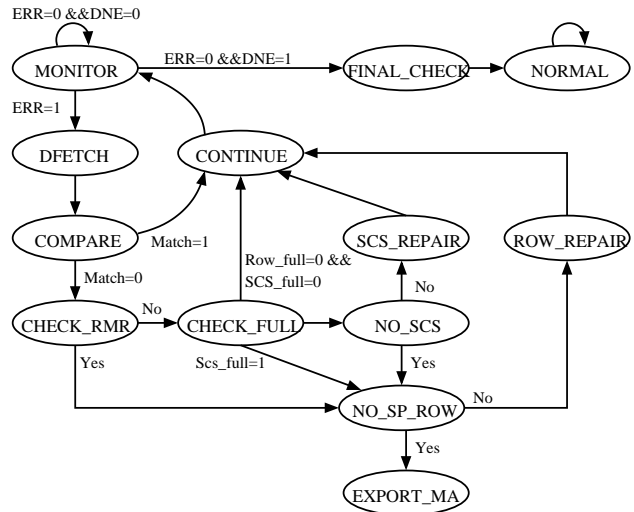 ERR=0 &&DNE=0
MONITOR
ERR=0 &&DNE=1
FINAL_CHECK
NORMAL
ERR=1
DFETCH
CONTINUE
COMPARE
Match=1
SCS_REPAIR
ROW_REPAIR
Row_full=0 &&
SCS_full=0
Match=0
No
CHECK_RMR
No
CHECK_FULL
NO_SCS
Yes
Scs_full=1
Yes
NO_SP_ROW
No
Yes
EXPORT_MA